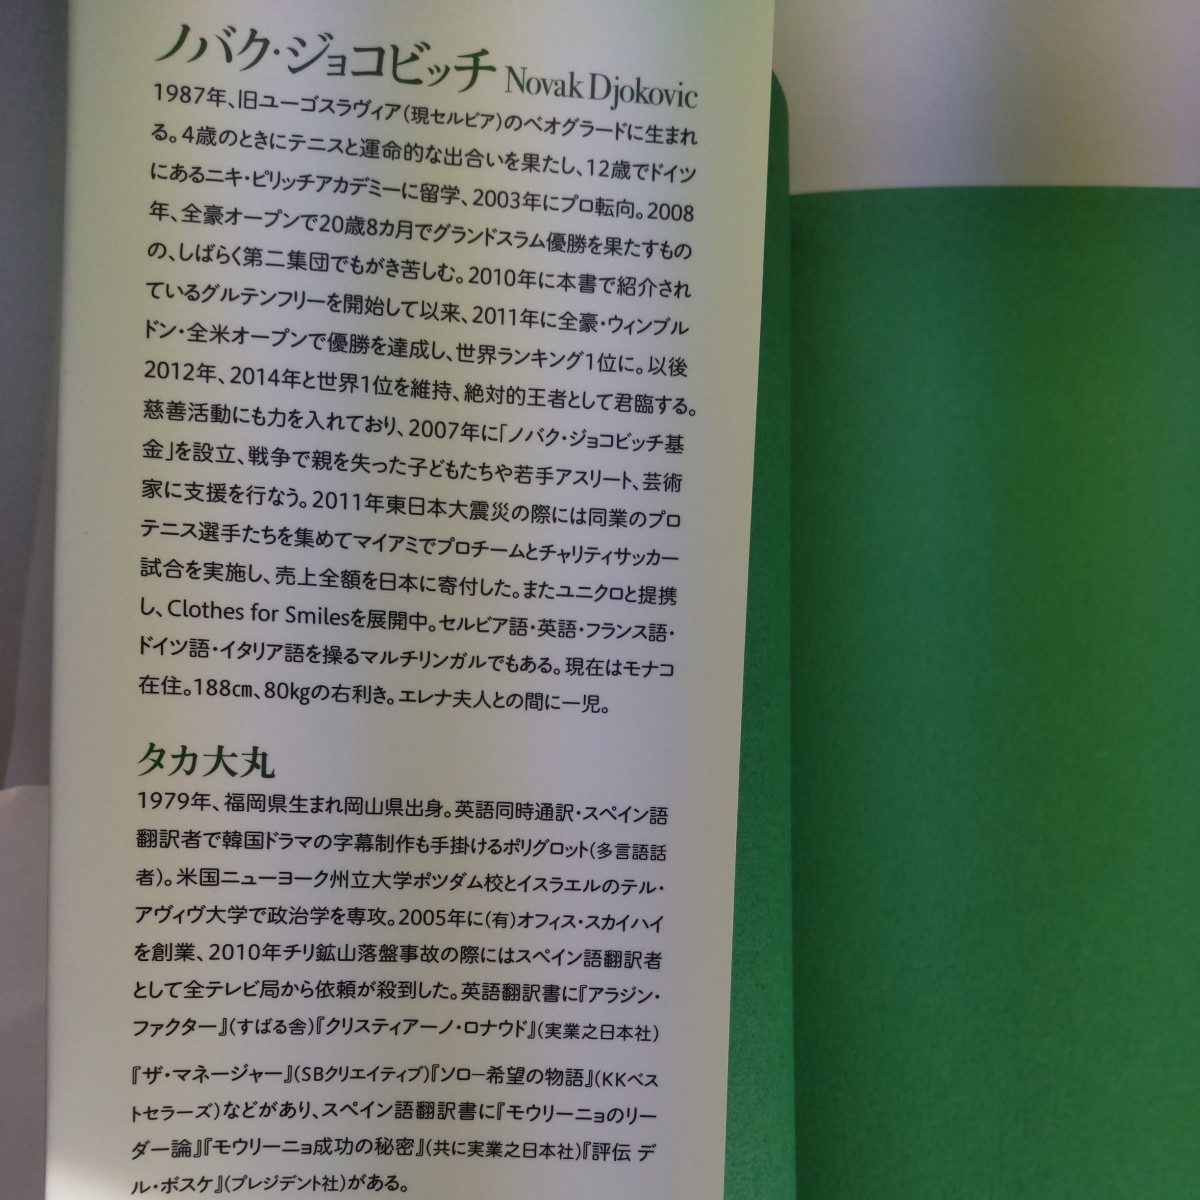 ノバク・ジョコビッチ Novak Djokovic
1987年、旧ユーゴスラヴィア(現セルビア)のベオグラードに生まれ
る。4歳のときにテニスと運命的な出合いを果たし、12歳でドイツ
にあるニキ・ピリッチアカデミーに留学、2003年にプロ転向。2008
年、全豪オープンで20歳8カ月でグランドスラム優勝を果たすもの
の、しばらく第二集団でもがき苦しむ。2010年に本書で紹介され
ているグルテンフリーを開始して以来、2011年に全豪・ウィンブル
ドン・全米オープンで優勝を達成し、世界ランキング1位に。以後
2012年、2014年と世界1位を維持、絶対的王者として君臨する。
慈善活動にも力を入れており、2007年に「ノバク・ジョコビッチ基
金」を設立、戦争で親を失った子どもたちや若手アスリート、芸術
家に支援を行なう。2011年東日本大震災の際には同業のプロ
テニス選手たちを集めてマイアミでプロチームとチャリティサッカー
試合を実施し、売上全額を日本に寄付した。またユニクロと提携
し、Clothes for Smilesを展開中。セルビア語・英語・フランス語・
ドイツ語・イタリア語を操るマルチリンガルでもある。現在はモナコ
在住。188㎝、80㎏の右利き。エレナ夫人との間に一児。
タカ大丸
1979年、福岡県生まれ岡山県出身。英語同時通訳・スペイン語
翻訳者で韓国ドラマの字幕制作も手掛けるポリグロット(多言語話
者)。米国ニューヨーク州立大学ポツダム校とイスラエルのテル・
アヴィヴ大学で政治学を専攻。2005年に(有)オフィス・スカイハイ
を創業、2010年チリ鉱山落盤事故の際にはスペイン語翻訳者
として全テレビ局から依頼が殺到した。英語翻訳書に『アラジン・
ファクター』(すばる舎)『クリスティアーノ・ロナウド』(実業之日本社)
『ザ・マネージャー』(SBクリエイティブ)『ソロ―希望の物語』(KKベス
トセラーズ)などがあり、スペイン語翻訳書に『モウリーニョのリー
ダー論』『モウリーニョ成功の秘密』(共に実業之日本社)『評伝 デ
ル・ボスケ』(プレジデント社)がある。